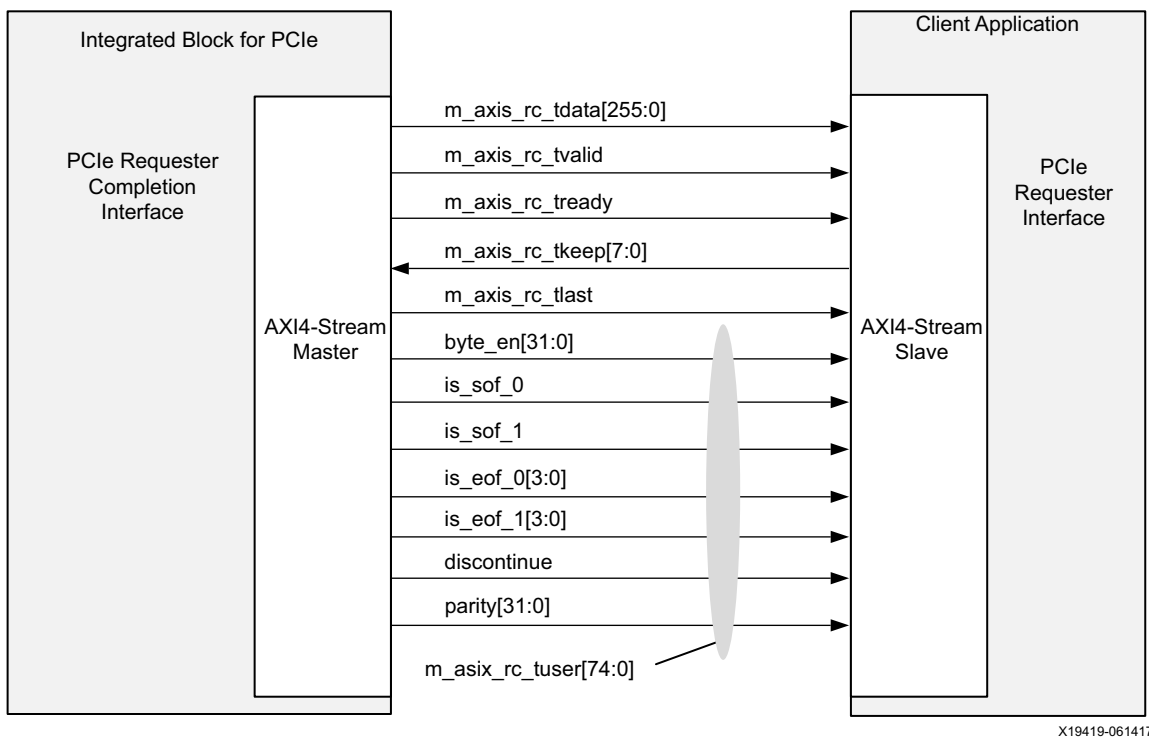 Integrated Block for PCIe
Client Application
m_axis_rc_tdata[255:0]
m_axis_rc_tvalid
m_axis_rc_tready
m_axis_rc_tkeep[7:0]
m_axis_rc_tlast
byte_en[31:0]
is_sof_0
is_sof_1
is_eof_0[3:0]
is_eof_1[3:0]
discontinue
parity[31:0]
m_asix_rc_tuser[74:0]
PCIe Requester
Completion
Interface
AXI4-Stream
Master
AXI4-Stream
Slave
PCIe
Requester
Interface
X19419-061417